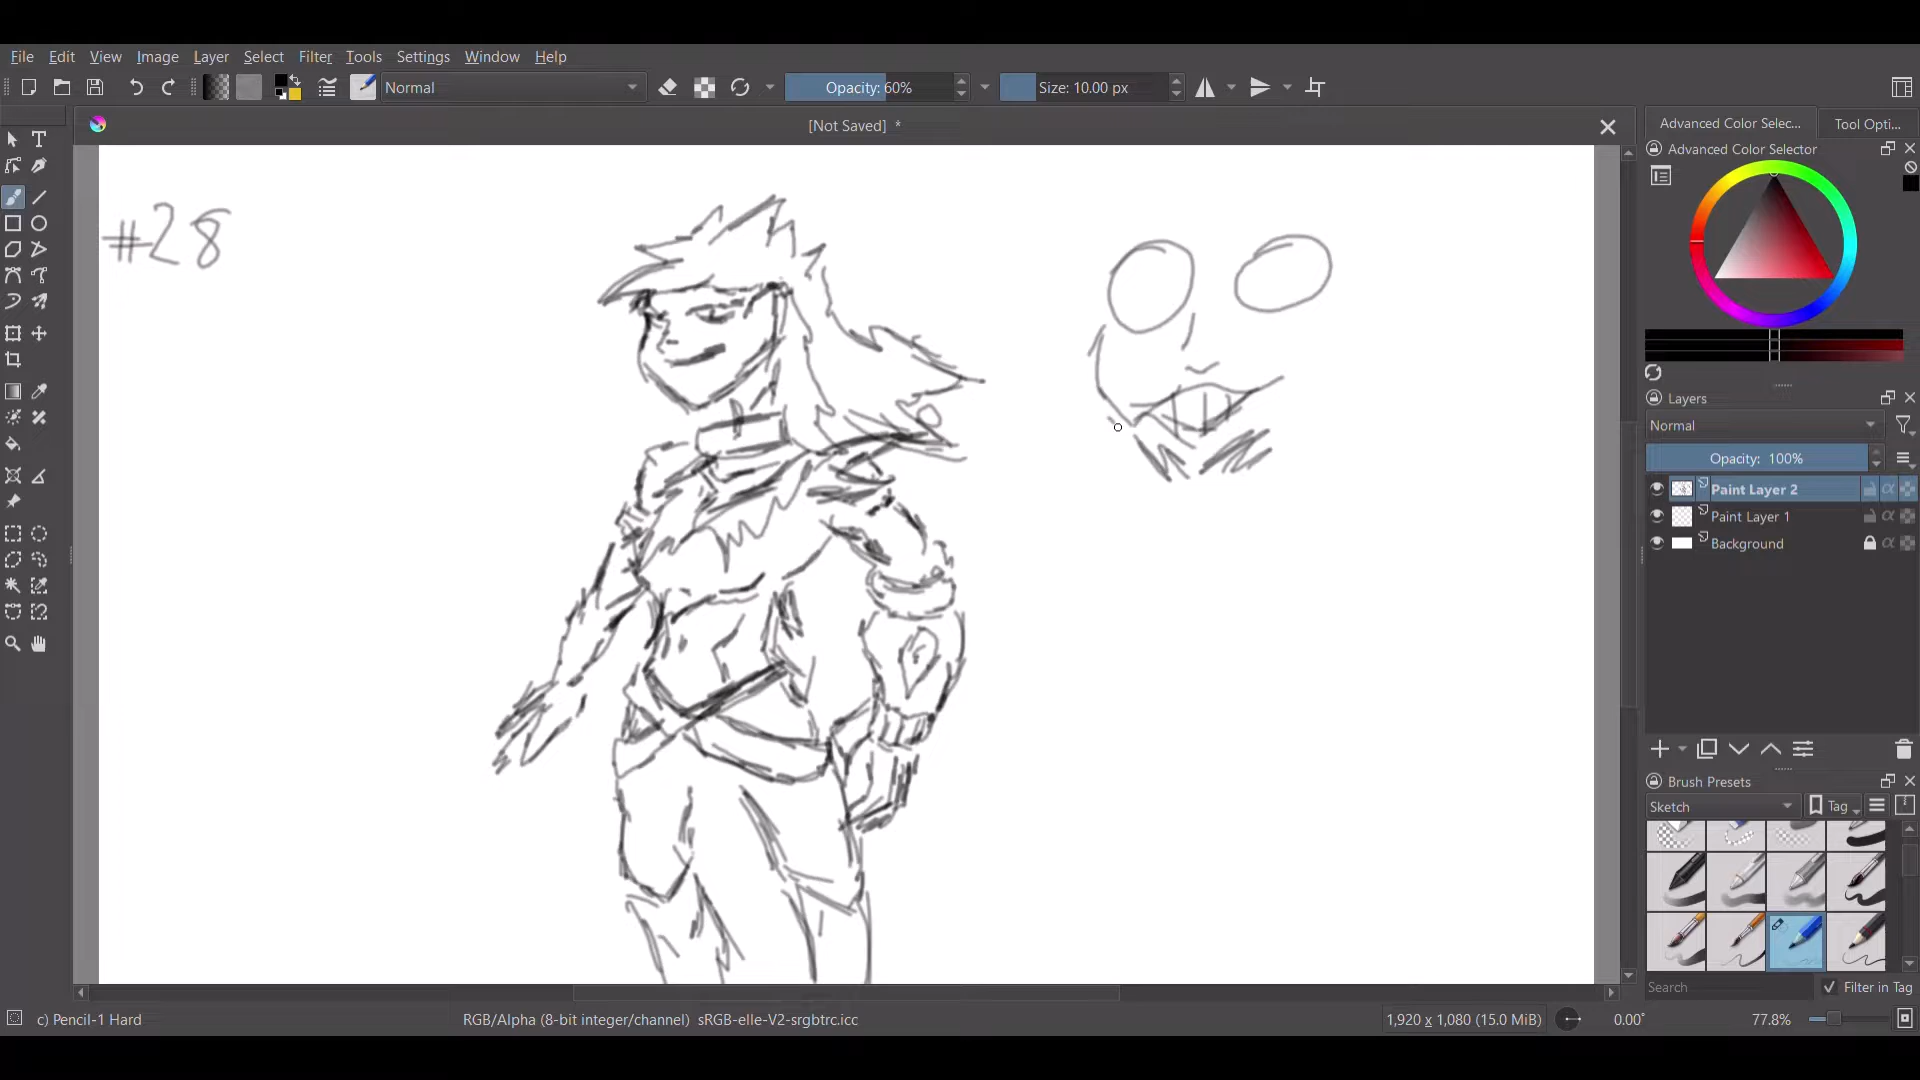 File Edit View Image Layer Select Filter Tools Settings Window Help
Normal Opacity: 60% Size: 10.00 px
[Not Saved] *
Advanced Color Selec... Tool Opti...
Advanced Color Selector
#28
Layers
Normal
Opacity: 100%
Paint Layer 2
Paint Layer 1
Background
Brush Presets
Sketch Tag
Search Filter in Tag
c) Pencil-1 Hard RGB/Alpha (8-bit integer/channel) sRGB-elle-V2-srgbtrc.icc 1,920 x 1,080 (15.0 MiB) 0.00° 77.8%